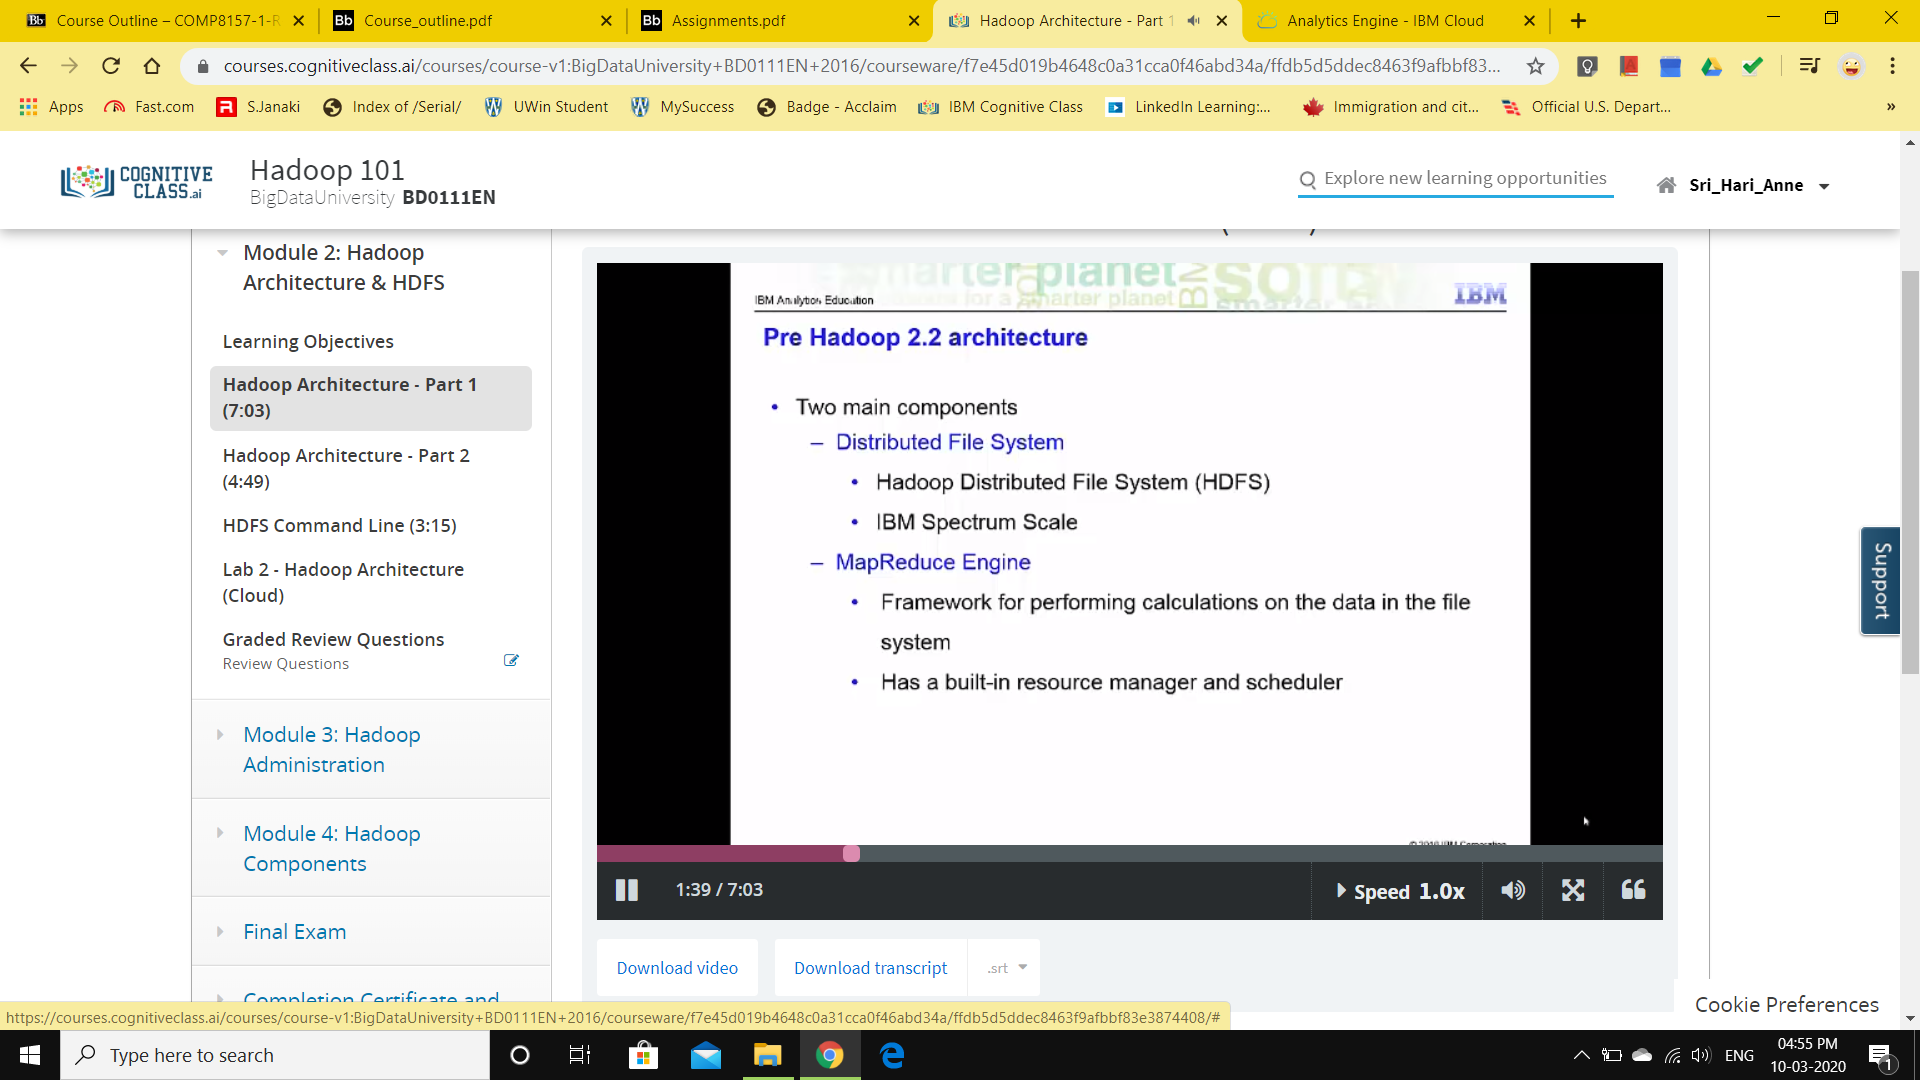 Course Outline – COMP8157-1-R
Course_outline.pdf
Assignments.pdf
Hadoop Architecture - Part 1
Analytics Engine - IBM Cloud
courses.cognitiveclass.ai/courses/course-v1:BigDataUniversity+BD0111EN+2016/courseware/f7e45d019b4648c0a31cca0f46abd34a/ffdb5d5ddec8463f9afbbf83...
Apps
Fast.com
S.Janaki
Index of /Serial/
UWin Student
MySuccess
Badge - Acclaim
IBM Cognitive Class
LinkedIn Learning:...
Immigration and cit...
Official U.S. Depart...
»
COGNITIVE
CLASS.ai
Hadoop 101
BigDataUniversity BD0111EN
Explore new learning opportunities
Sri_Hari_Anne
Module 2: Hadoop
Architecture & HDFS
Learning Objectives
Hadoop Architecture - Part 1
(7:03)
Hadoop Architecture - Part 2
(4:49)
HDFS Command Line (3:15)
Lab 2 - Hadoop Architecture
(Cloud)
Graded Review Questions
Review Questions
Module 3: Hadoop
Administration
Module 4: Hadoop
Components
Final Exam
Completion Certificate and
IBM Analytics Education
IBM
Pre Hadoop 2.2 architecture
• Two main components
– Distributed File System
• Hadoop Distributed File System (HDFS)
• IBM Spectrum Scale
– MapReduce Engine
• Framework for performing calculations on the data in the file
system
• Has a built-in resource manager and scheduler
© 2016 IBM Corporation
1:39 / 7:03
Speed 1.0x
Download video
Download transcript
.srt
Support
Cookie Preferences
https://courses.cognitiveclass.ai/courses/course-v1:BigDataUniversity+BD0111EN+2016/courseware/f7e45d019b4648c0a31cca0f46abd34a/ffdb5d5ddec8463f9afbbf83e3874408/#
Type here to search
ENG
04:55 PM
10-03-2020
1